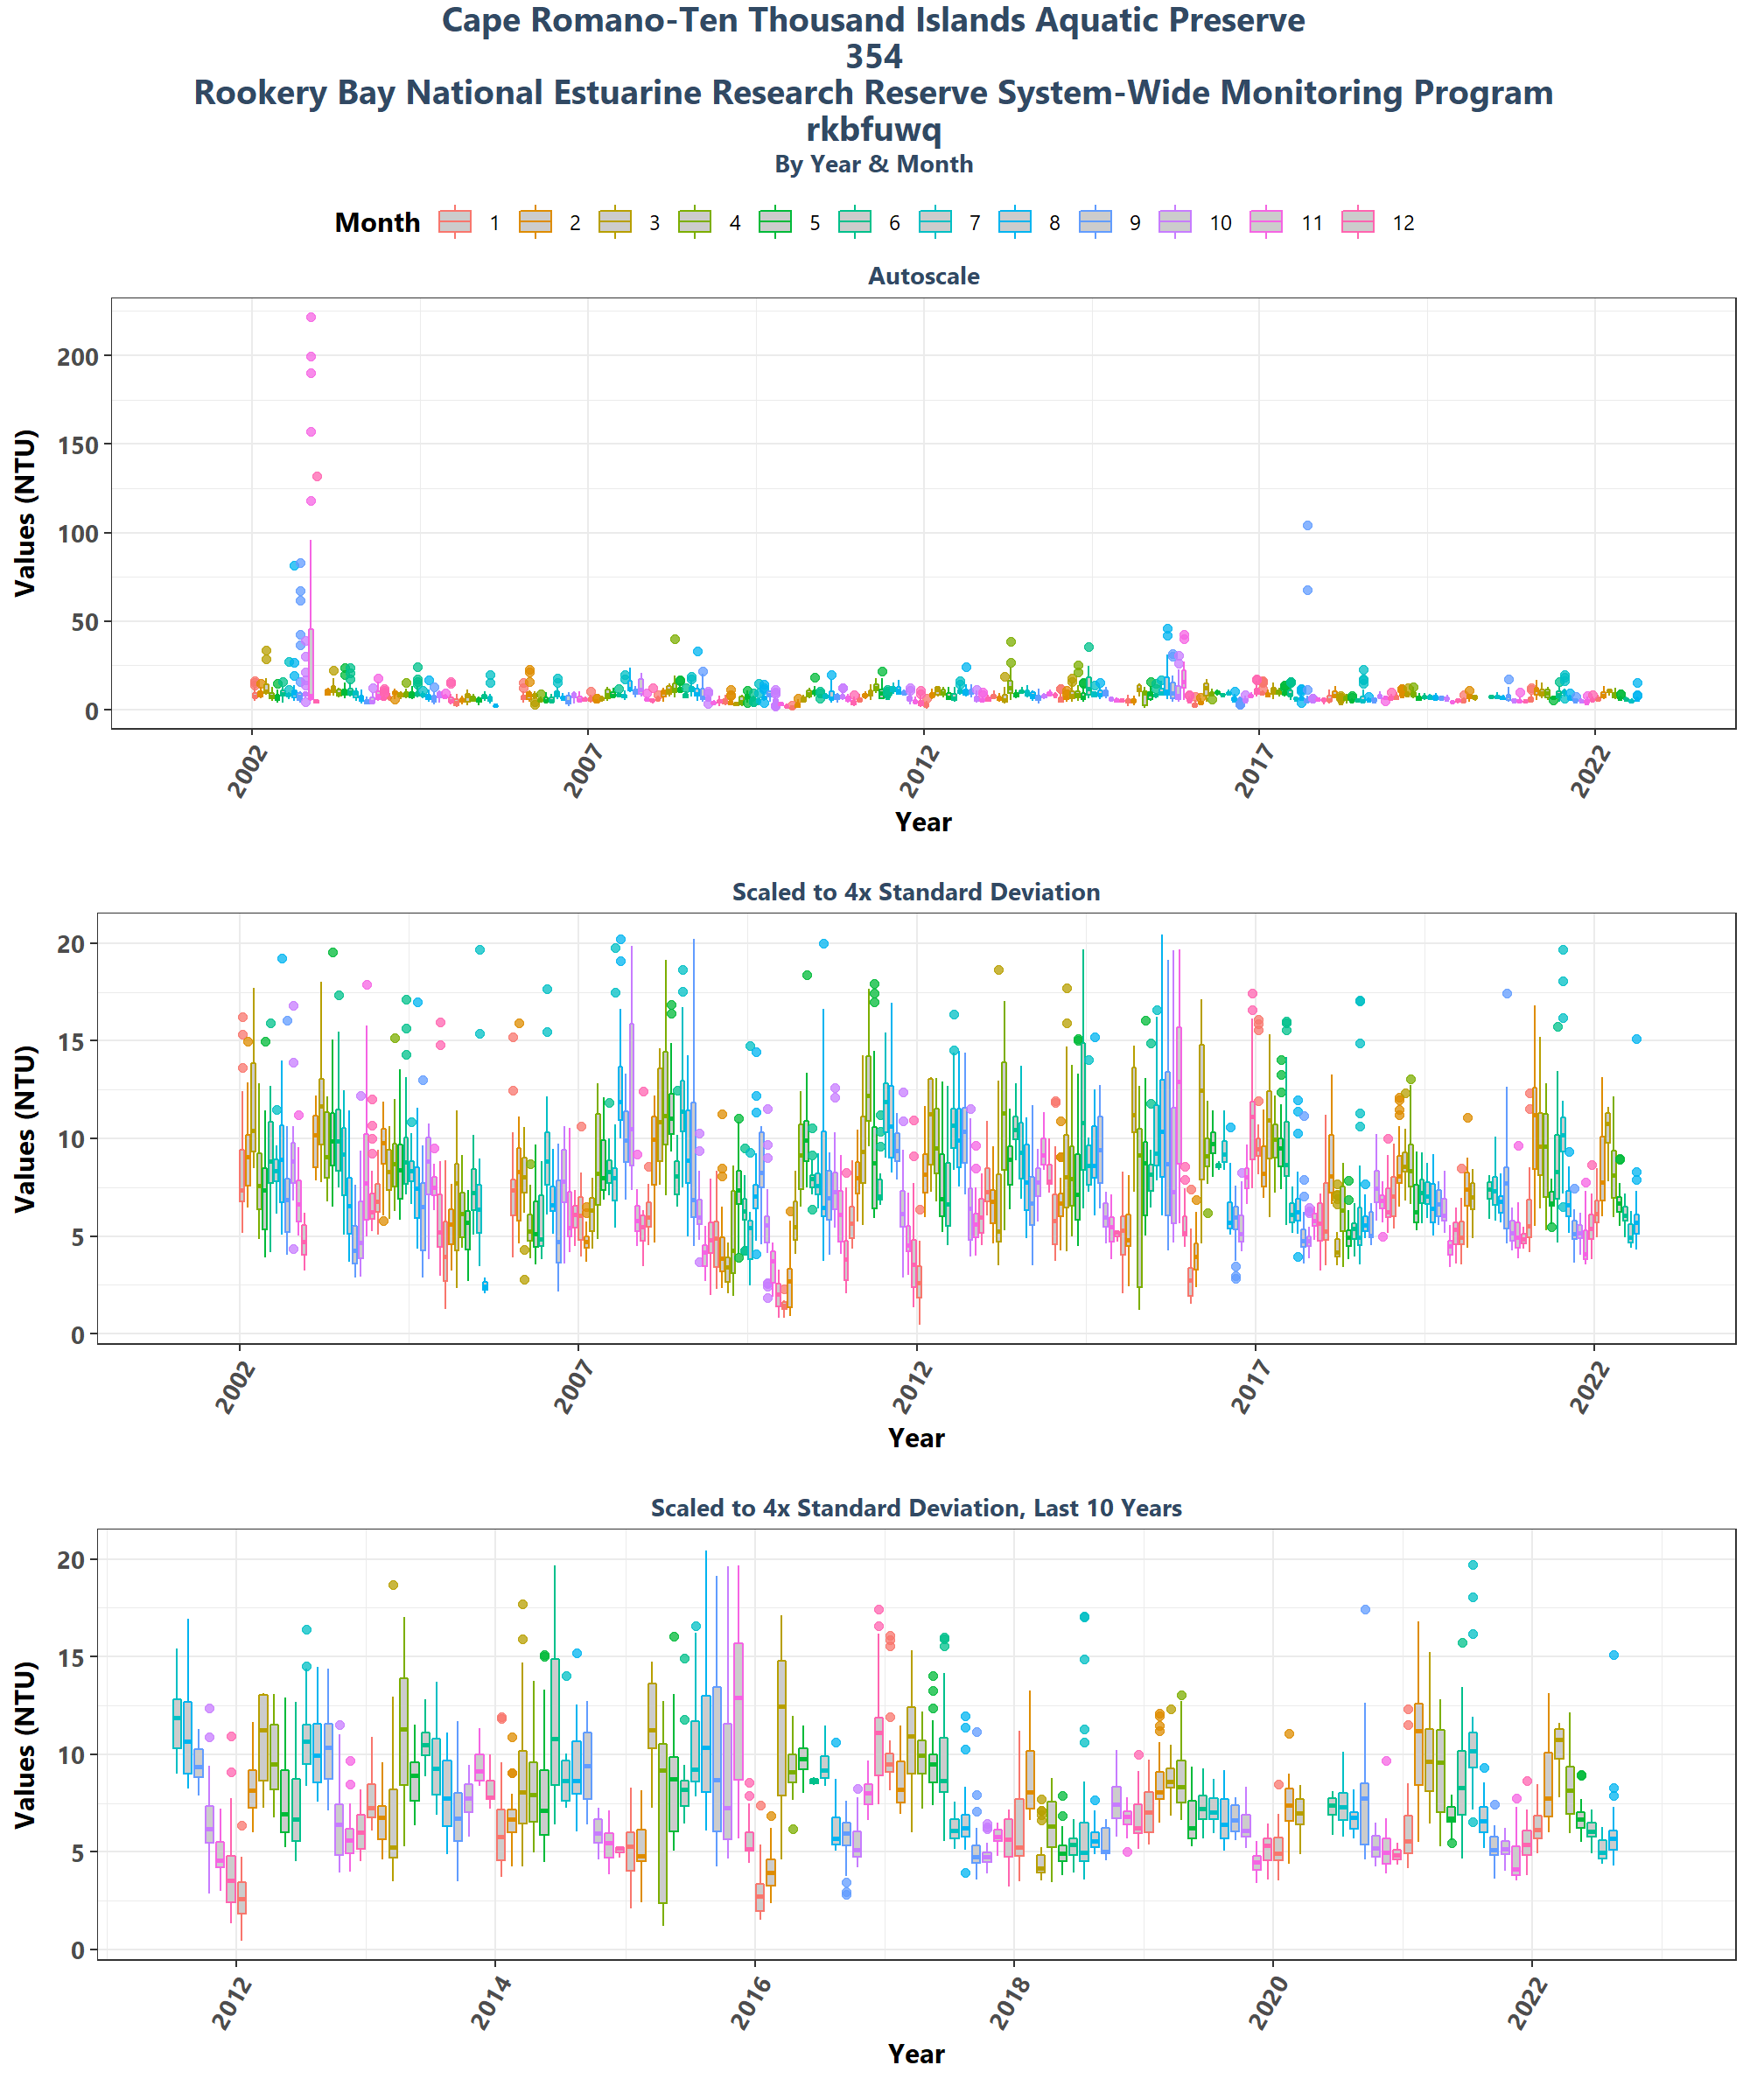 Cape Romano-Ten Thousand Islands Aquatic Preserve
354
Rookery Bay National Estuarine Research Reserve System-Wide Monitoring Program
rkbfuwq
By Year & Month
Month 1 2 3 4 5 6 7 8 9 10 11 12
Autoscale
Values (NTU)
200
150
100
50
0
2002 2007 2012 2017 2022
Year
Scaled to 4x Standard Deviation
Values (NTU)
20
15
10
5
0
2002 2007 2012 2017 2022
Year
Scaled to 4x Standard Deviation, Last 10 Years
Values (NTU)
20
15
10
5
0
2012 2014 2016 2018 2020 2022
Year